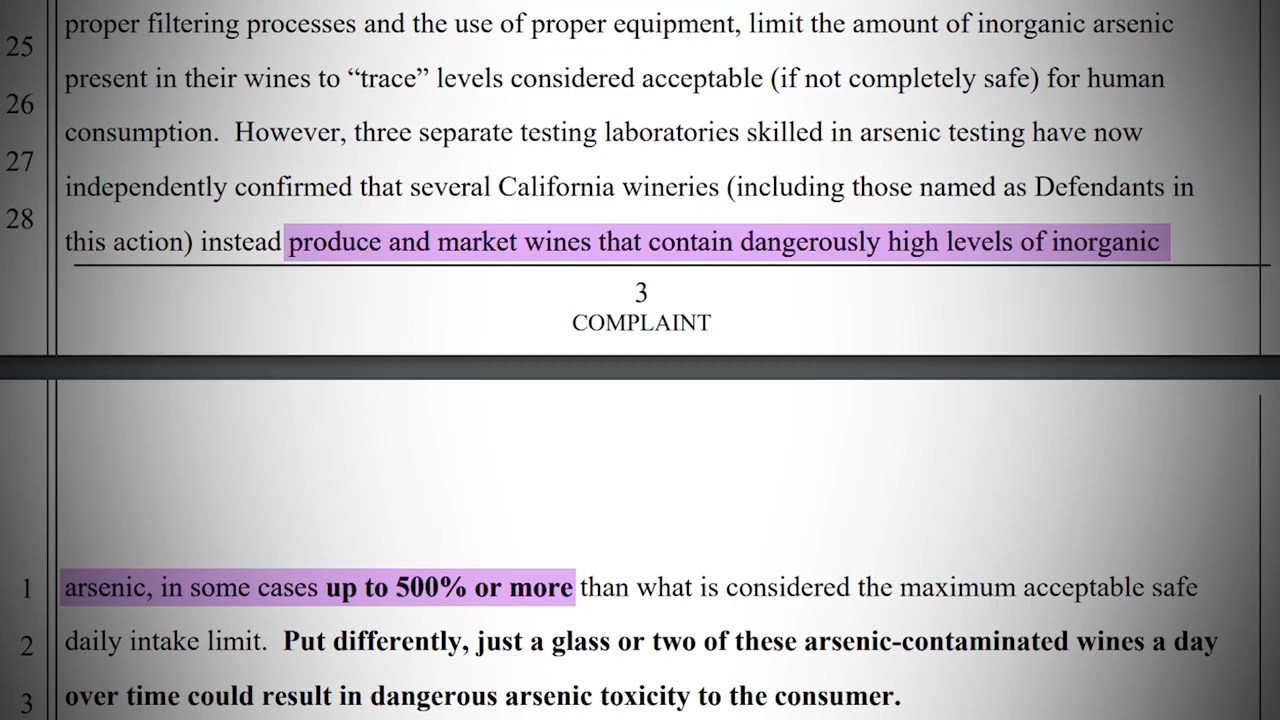 25 proper filtering processes and the use of proper equipment, limit the amount of inorganic arsenic
26 present in their wines to “trace” levels considered acceptable (if not completely safe) for human
27 consumption. However, three separate testing laboratories skilled in arsenic testing have now
28 independently confirmed that several California wineries (including those named as Defendants in
this action) instead produce and market wines that contain dangerously high levels of inorganic
3
COMPLAINT
1 arsenic, in some cases up to 500% or more than what is considered the maximum acceptable safe
2 daily intake limit. Put differently, just a glass or two of these arsenic-contaminated wines a day
3 over time could result in dangerous arsenic toxicity to the consumer.